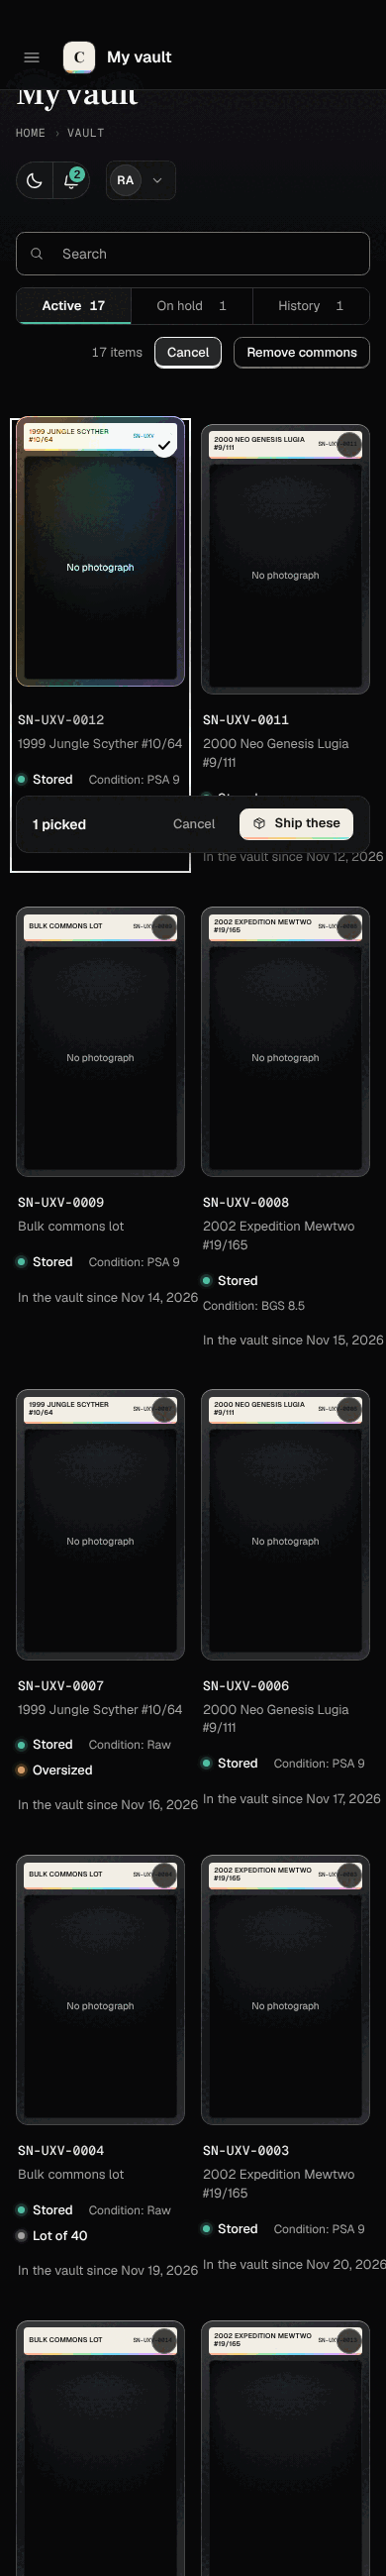 C My vault
My vault
HOME › VAULT
2 RA
Search
Active 17 On hold 1 History 1
17 items Cancel Remove commons
1999 JUNGLE SCYTHER
#10/64
SN-UXV
No photograph
SN-UXV-0012
1999 Jungle Scyther #10/64
Stored Condition: PSA 9
2000 NEO GENESIS LUGIA
#9/111
No photograph
SN-UXV-0011
2000 Neo Genesis Lugia
#9/111
In the vault since Nov 12, 2026
1 picked Cancel Ship these
BULK COMMONS LOT
No photograph
SN-UXV-0009
Bulk commons lot
Stored Condition: PSA 9
In the vault since Nov 14, 2026
2002 EXPEDITION MEWTWO
#19/165
No photograph
SN-UXV-0008
2002 Expedition Mewtwo
#19/165
Stored
Condition: BGS 8.5
In the vault since Nov 15, 2026
1999 JUNGLE SCYTHER
#10/64
No photograph
SN-UXV-0007
1999 Jungle Scyther #10/64
Stored Condition: Raw
Oversized
In the vault since Nov 16, 2026
2000 NEO GENESIS LUGIA
#9/111
No photograph
SN-UXV-0006
2000 Neo Genesis Lugia
#9/111
Stored Condition: PSA 9
In the vault since Nov 17, 2026
BULK COMMONS LOT
No photograph
SN-UXV-0004
Bulk commons lot
Stored Condition: Raw
Lot of 40
In the vault since Nov 19, 2026
2002 EXPEDITION MEWTWO
#19/165
No photograph
SN-UXV-0003
2002 Expedition Mewtwo
#19/165
Stored Condition: PSA 9
In the vault since Nov 20, 2026
BULK COMMONS LOT
2002 EXPEDITION MEWTWO
#19/165